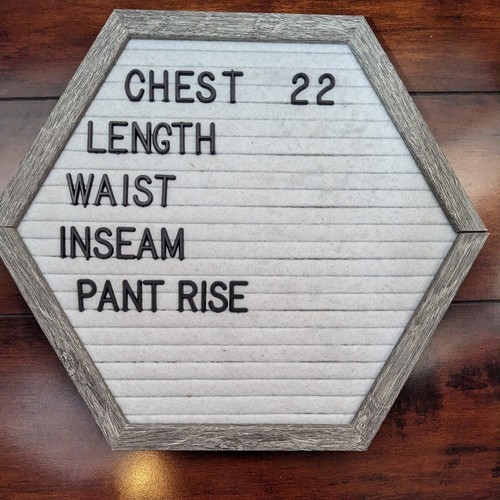 CHEST 22
LENGTH
WAIST
INSEAM
PANT RISE